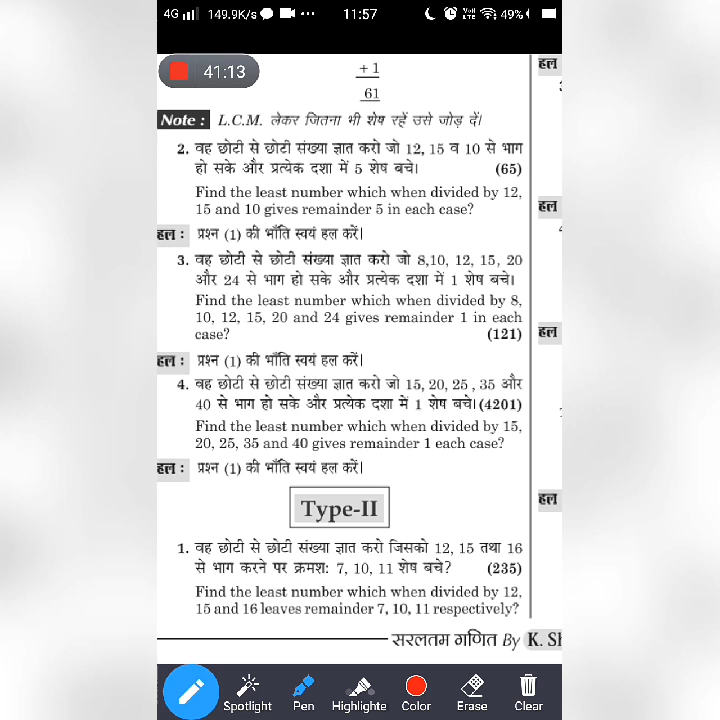 4G 149.9K/s ... 11:57 49%
41:13
+ 1
61
Note : L.C.M. लेकर जितना भी शेष रहें उसे जोड़ दें।
2. वह छोटी से छोटी संख्या ज्ञात करो जो 12, 15 व 10 से भाग
हो सके और प्रत्येक दशा में 5 शेष बचे। (65)
Find the least number which when divided by 12,
15 and 10 gives remainder 5 in each case?
हल : प्रश्न (1) की भाँति स्वयं हल करें।
3. वह छोटी से छोटी संख्या ज्ञात करो जो 8,10, 12, 15, 20
और 24 से भाग हो सके और प्रत्येक दशा में 1 शेष बचे।
Find the least number which when divided by 8,
10, 12, 15, 20 and 24 gives remainder 1 in each
case? (121)
हल : प्रश्न (1) की भाँति स्वयं हल करें।
4. वह छोटी से छोटी संख्या ज्ञात करो जो 15, 20, 25 , 35 और
40 से भाग हो सके और प्रत्येक दशा में 1 शेष बचे। (4201)
Find the least number which when divided by 15,
20, 25, 35 and 40 gives remainder 1 each case?
हल : प्रश्न (1) की भाँति स्वयं हल करें।
Type-II
1. वह छोटी से छोटी संख्या ज्ञात करो जिसको 12, 15 तथा 16
से भाग करने पर क्रमशः 7, 10, 11 शेष बचे? (235)
Find the least number which when divided by 12,
15 and 16 leaves remainder 7, 10, 11 respectively?
सरलतम गणित By K. SH
हल
हल
हल
हल
Spotlight Pen Highlighte Color Erase Clear